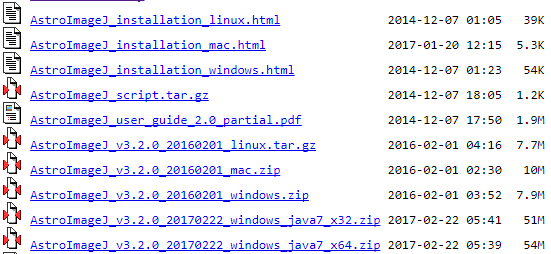 AstroImageJ_installation_linux.html 2014-12-07 01:05 39K
AstroImageJ_installation_mac.html 2017-01-20 12:15 5.3K
AstroImageJ_installation_windows.html 2014-12-07 01:23 54K
AstroImageJ_script.tar.gz 2014-12-07 18:05 1.2K
AstroImageJ_user_guide_2.0_partial.pdf 2014-12-07 17:50 1.9M
AstroImageJ_v3.2.0_20160201_linux.tar.gz 2016-02-01 04:16 7.7M
AstroImageJ_v3.2.0_20160201_mac.zip 2016-02-01 02:30 10M
AstroImageJ_v3.2.0_20160201_windows.zip 2016-02-01 03:52 7.9M
AstroImageJ_v3.2.0_20170222_windows_java7_x32.zip 2017-02-22 05:41 51M
AstroImageJ_v3.2.0_20170222_windows_java7_x64.zip 2017-02-22 05:39 54M